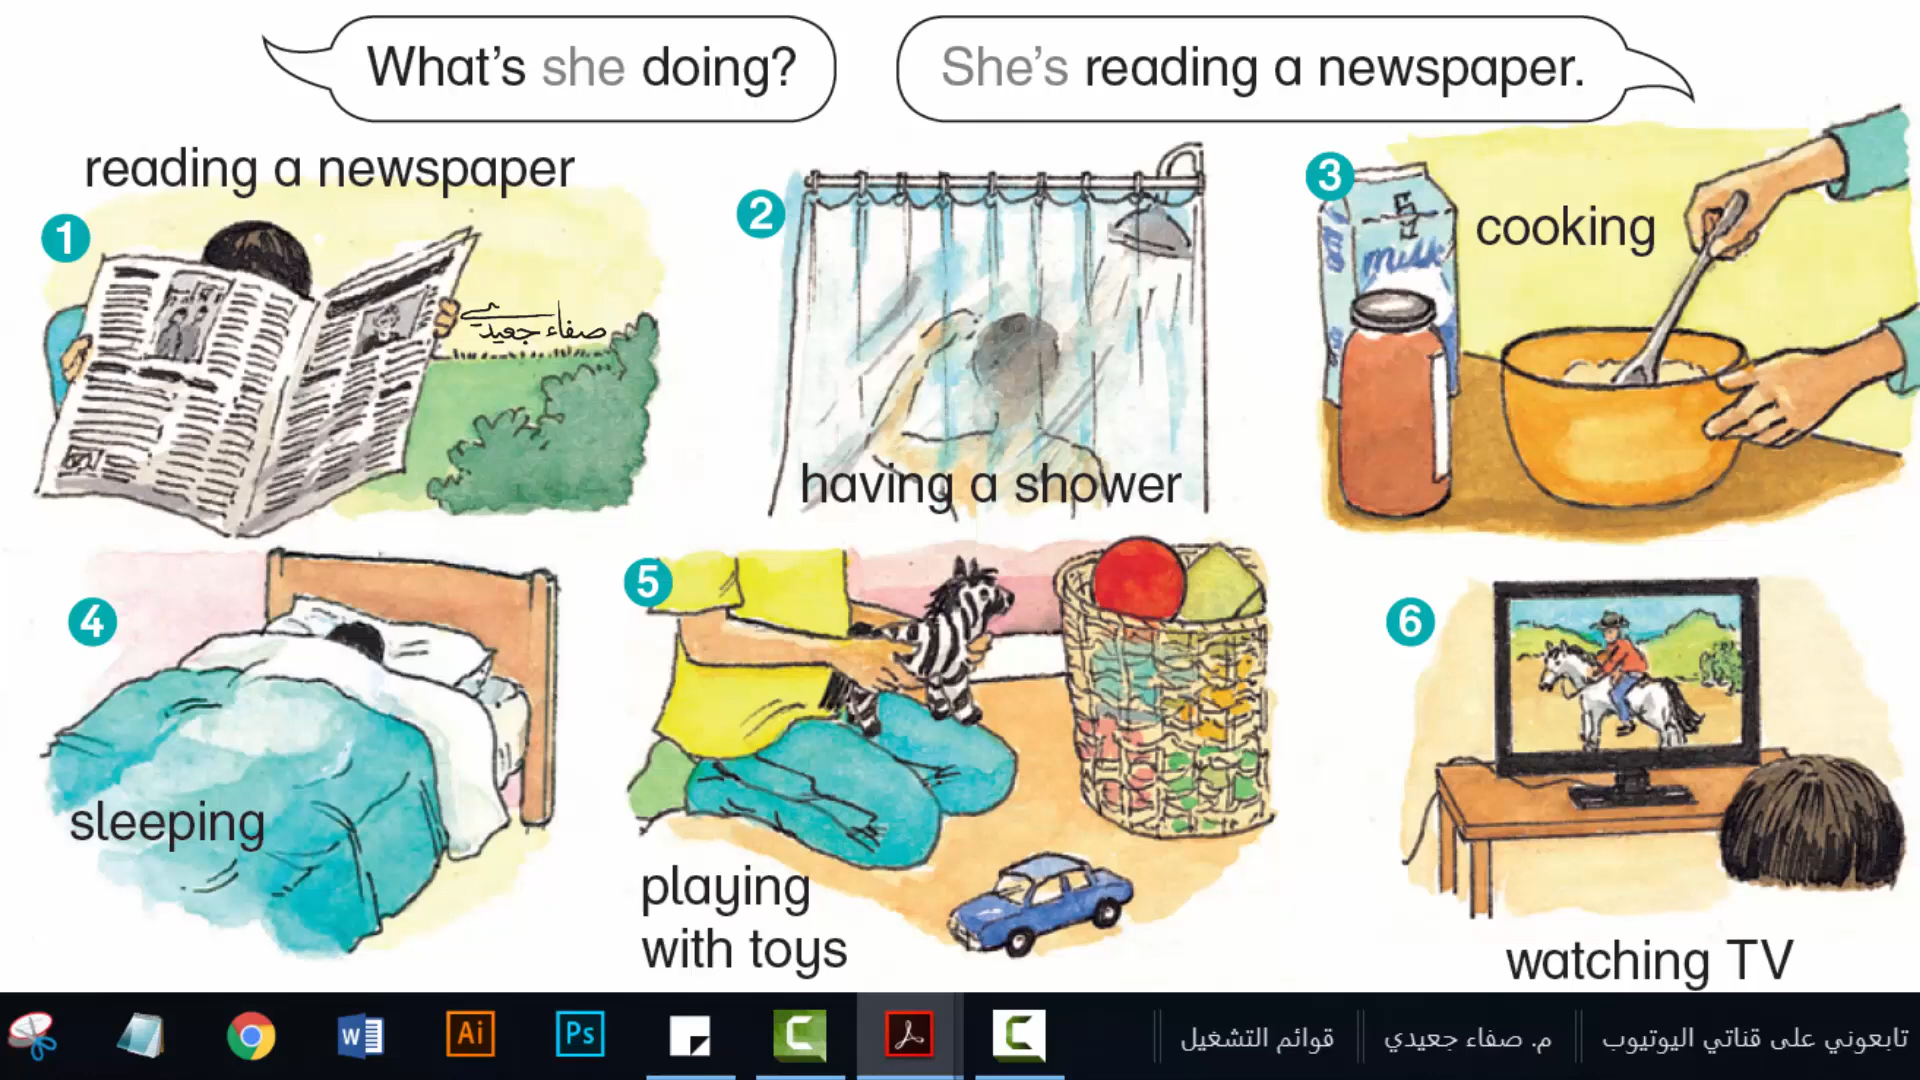 What's she doing?
She's reading a newspaper.
reading a newspaper
1
صفاء جعيدي
2
having a shower
3
milk
cooking
4
sleeping
5
playing
with toys
6
watching TV
W
Ai
Ps
قوائم التشغيل
م. صفاء جعيدي
تابعوني على قناتي اليوتيوب